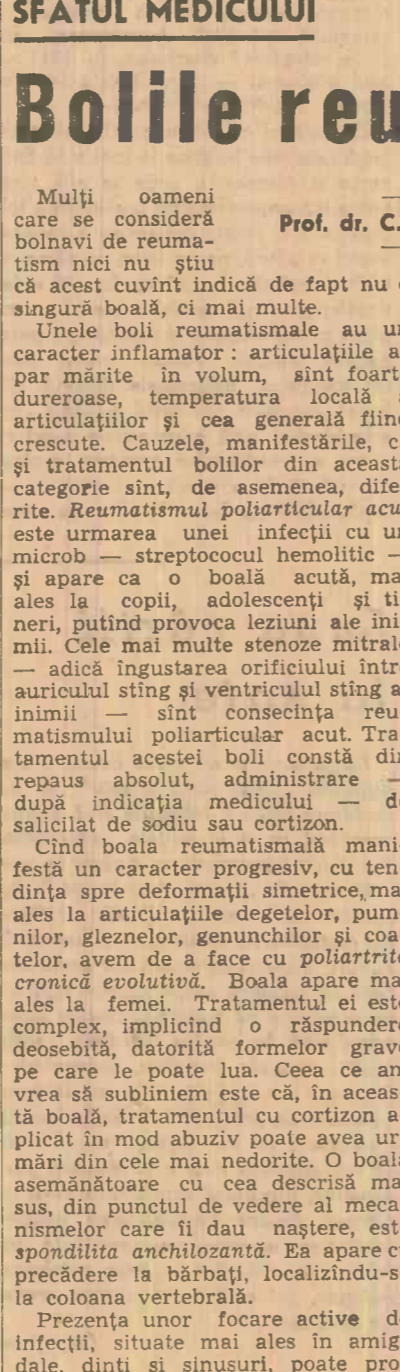 SFATUL MEDICULUI
Bolile reu
Mulţi oameni
care se consideră
bolnavi de reuma-
tism nici nu ştiu
Prof. dr. C.
că acest cuvînt indică de fapt nu
singură boală, ci mai multe.
Unele boli reumatismale au
caracter inflamator : articulaţiile a
par mărite în volum, sînt foart
dureroase, temperatura locală
articulaţiilor şi cea generală fiin
crescute. Cauzele, manifestările, c
şi tratamentul bolilor din aceast
categorie sînt, de asemenea, dife
rite. Reumatismul poliarticular acu
este urmarea unei infecţii cu u
microb — streptococul hemolitic —
şi apare ca o boală acută, ma
ales la copii, adolescenţi şi ti
neri, putînd provoca leziuni ale ini
mii. Cele mai multe stenoze mitral
— adică îngustarea orificiului într
auriculul stîng şi ventriculul stîng a
inimii — sînt consecinţa reu
matismului poliarticular acut. Tra
tamentul acestei boli constă di
repaus absolut, administrare —
după indicaţia medicului — d
salicilat de sodiu sau cortizon.
Cînd boala reumatismală mani
festă un caracter progresiv, cu ten
dinţa spre deformaţii simetrice, ma
ales la articulaţiile degetelor, pum
nilor, gleznelor, genunchilor şi coa
telor, avem de a face cu poliartrit
cronică evolutivă. Boala apare ma
ales la femei. Tratamentul ei est
complex, implicînd o răspunder
deosebită, datorită formelor grav
pe care le poate lua. Ceea ce am
vrea să subliniem este că, în aceas
tă boală, tratamentul cu cortizon a
plicat în mod abuziv poate avea ur
mări din cele mai nedorite. O boal
asemănătoare cu cea descrisă ma
sus, din punctul de vedere al meca
nismelor care îi dau naştere, est
spondilita anchilozantă. Ea apare c
precădere la bărbaţi, localizîndu-s
la coloana vertebrală.
Prezenţa unor focare active d
infecţii, situate mai ales în amig
dale, dinţi şi sinusuri, poate pro